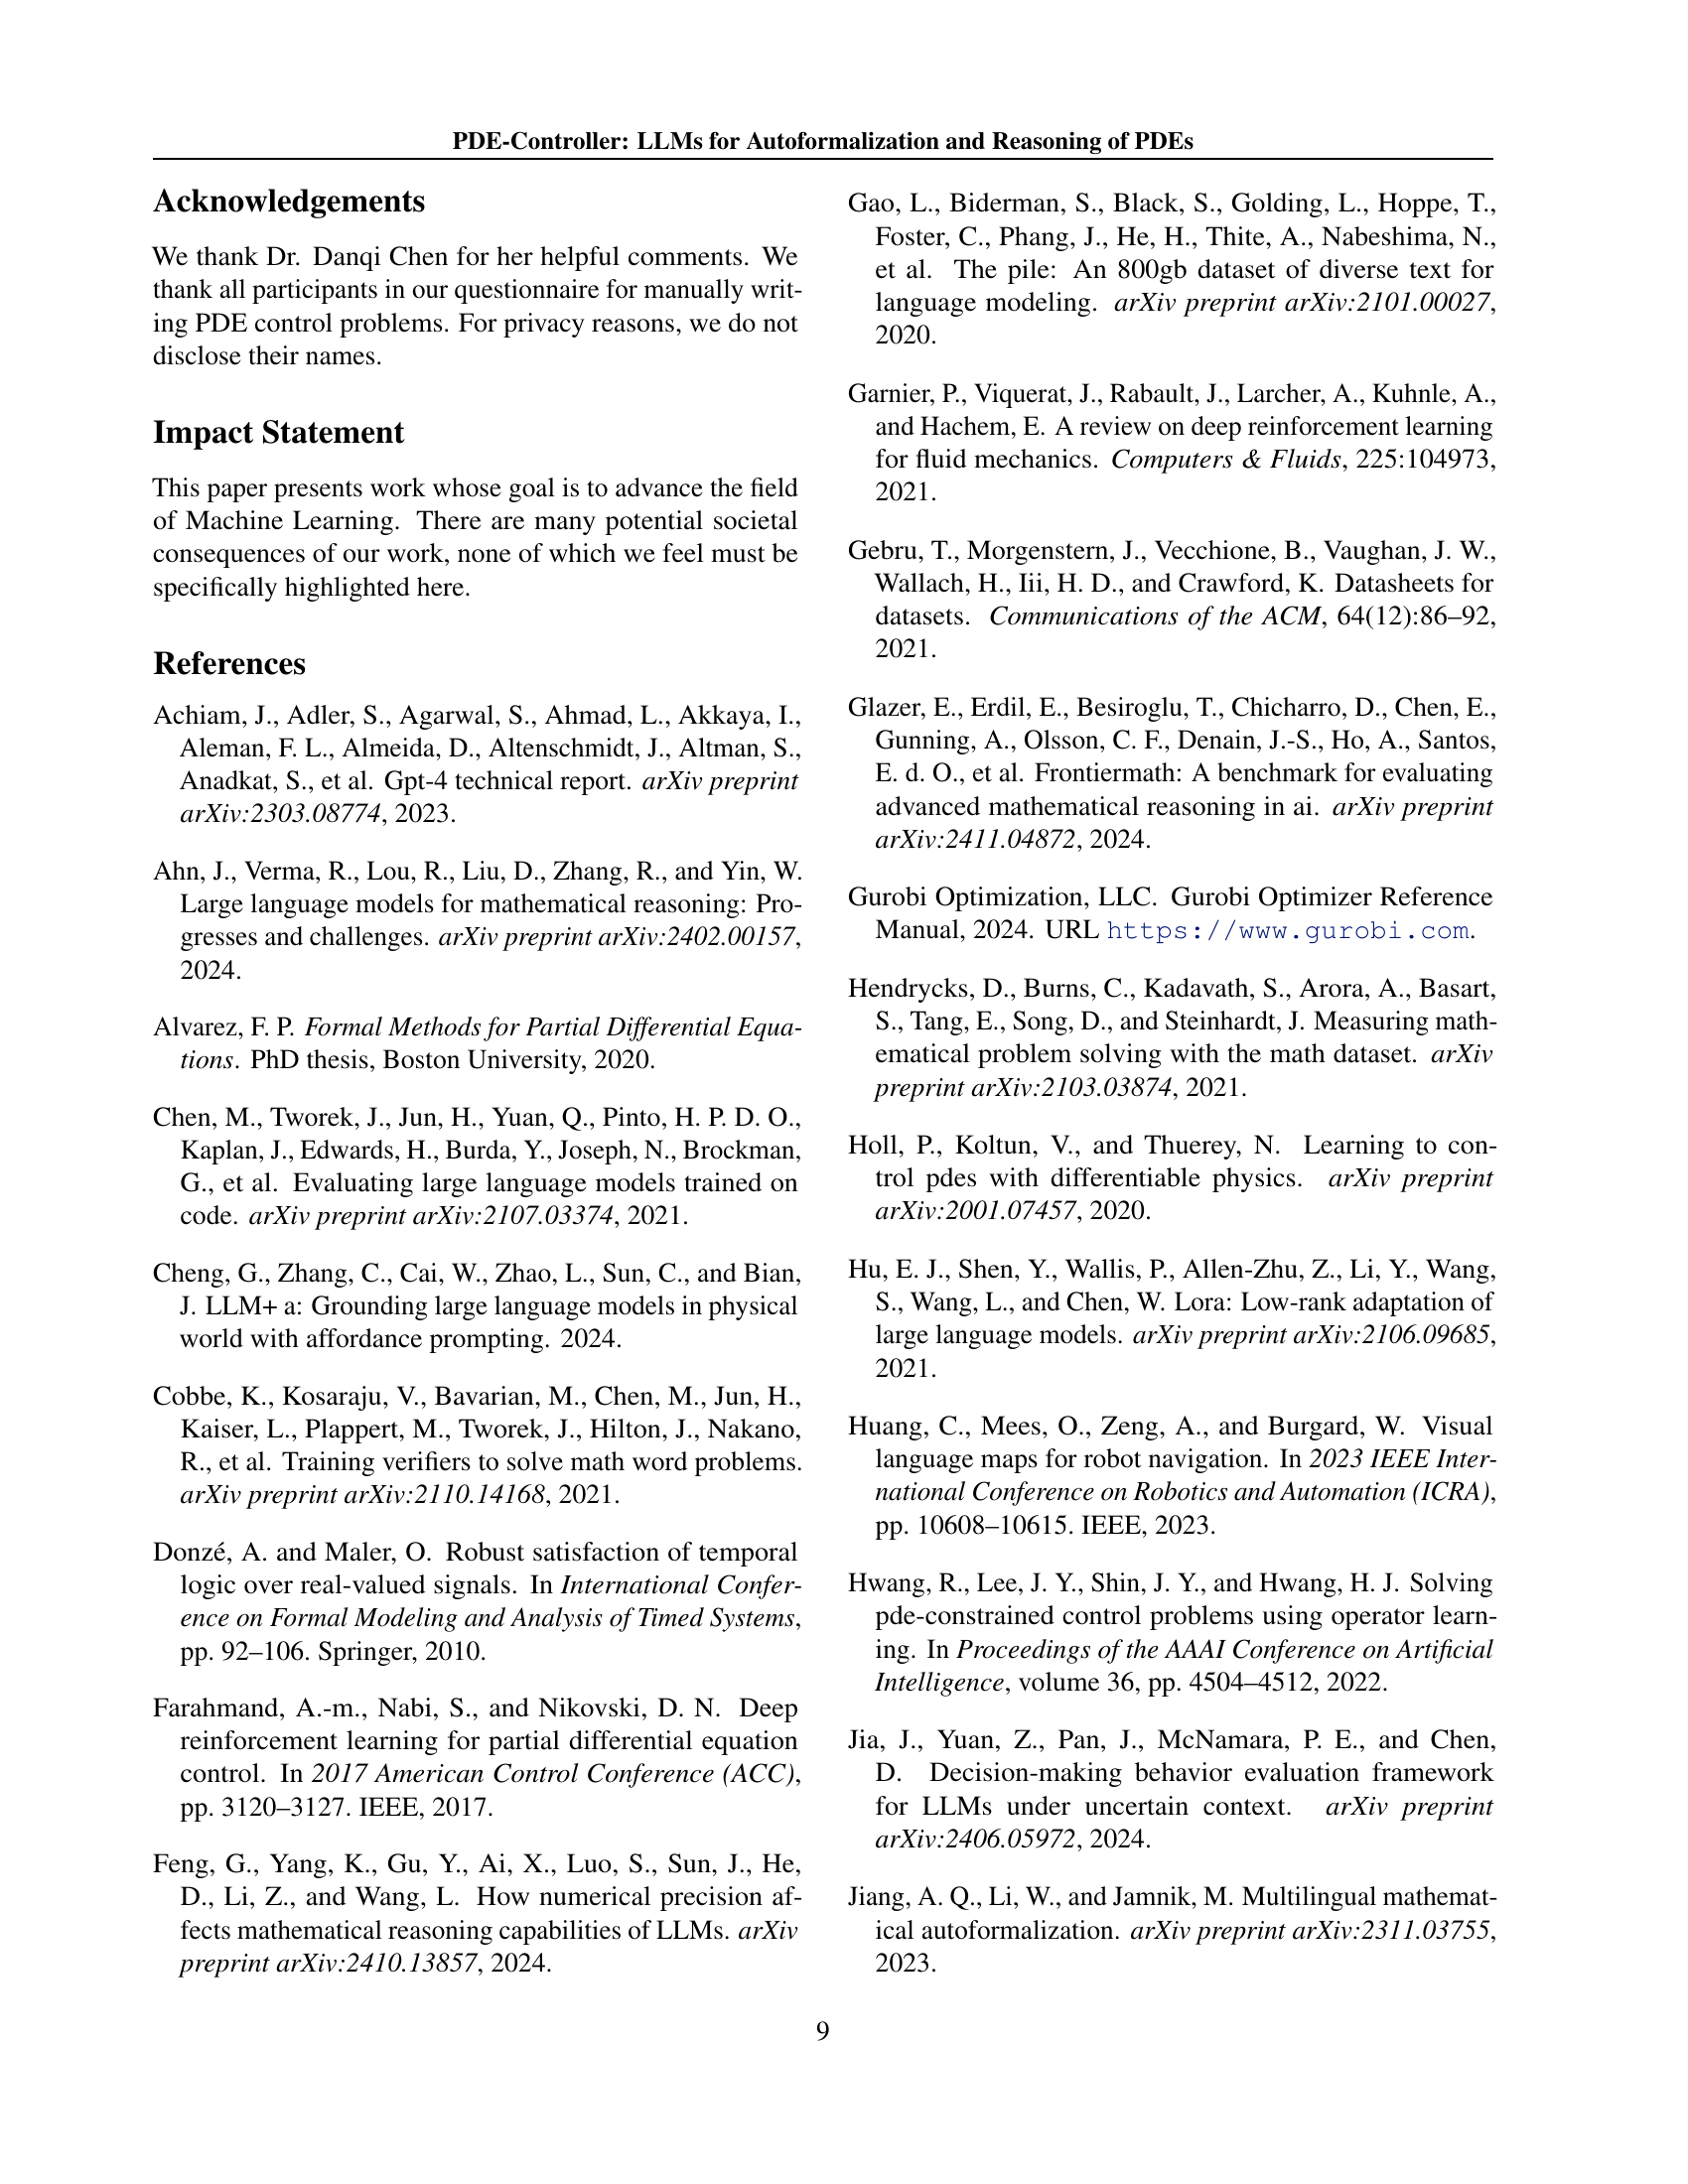 PDE-Controller: LLMs for Autoformalization and Reasoning of PDEs
Acknowledgements
We thank Dr. Danqi Chen for her helpful comments. We
thank all participants in our questionnaire for manually writ-
ing PDE control problems. For privacy reasons, we do not
disclose their names.
Impact Statement
This paper presents work whose goal is to advance the field
of Machine Learning. There are many potential societal
consequences of our work, none of which we feel must be
specifically highlighted here.
References
Achiam, J., Adler, S., Agarwal, S., Ahmad, L., Akkaya, I.,
Aleman, F. L., Almeida, D., Altenschmidt, J., Altman, S.,
Anadkat, S., et al. Gpt-4 technical report. arXiv preprint
arXiv:2303.08774, 2023.
Ahn, J., Verma, R., Lou, R., Liu, D., Zhang, R., and Yin, W.
Large language models for mathematical reasoning: Pro-
gresses and challenges. arXiv preprint arXiv:2402.00157,
2024.
Alvarez, F. P. Formal Methods for Partial Differential Equa-
tions. PhD thesis, Boston University, 2020.
Chen, M., Tworek, J., Jun, H., Yuan, Q., Pinto, H. P. D. O.,
Kaplan, J., Edwards, H., Burda, Y., Joseph, N., Brockman,
G., et al. Evaluating large language models trained on
code. arXiv preprint arXiv:2107.03374, 2021.
Cheng, G., Zhang, C., Cai, W., Zhao, L., Sun, C., and Bian,
J. LLM+ a: Grounding large language models in physical
world with affordance prompting. 2024.
Cobbe, K., Kosaraju, V., Bavarian, M., Chen, M., Jun, H.,
Kaiser, L., Plappert, M., Tworek, J., Hilton, J., Nakano,
R., et al. Training verifiers to solve math word problems.
arXiv preprint arXiv:2110.14168, 2021.
Donzé, A. and Maler, O. Robust satisfaction of temporal
logic over real-valued signals. In International Confer-
ence on Formal Modeling and Analysis of Timed Systems,
pp. 92–106. Springer, 2010.
Farahmand, A.-m., Nabi, S., and Nikovski, D. N. Deep
reinforcement learning for partial differential equation
control. In 2017 American Control Conference (ACC),
pp. 3120–3127. IEEE, 2017.
Feng, G., Yang, K., Gu, Y., Ai, X., Luo, S., Sun, J., He,
D., Li, Z., and Wang, L. How numerical precision af-
fects mathematical reasoning capabilities of LLMs. arXiv
preprint arXiv:2410.13857, 2024.
Gao, L., Biderman, S., Black, S., Golding, L., Hoppe, T.,
Foster, C., Phang, J., He, H., Thite, A., Nabeshima, N.,
et al. The pile: An 800gb dataset of diverse text for
language modeling. arXiv preprint arXiv:2101.00027,
2020.
Garnier, P., Viquerat, J., Rabault, J., Larcher, A., Kuhnle, A.,
and Hachem, E. A review on deep reinforcement learning
for fluid mechanics. Computers & Fluids, 225:104973,
2021.
Gebru, T., Morgenstern, J., Vecchione, B., Vaughan, J. W.,
Wallach, H., Iii, H. D., and Crawford, K. Datasheets for
datasets. Communications of the ACM, 64(12):86–92,
2021.
Glazer, E., Erdil, E., Besiroglu, T., Chicharro, D., Chen, E.,
Gunning, A., Olsson, C. F., Denain, J.-S., Ho, A., Santos,
E. d. O., et al. Frontiermath: A benchmark for evaluating
advanced mathematical reasoning in ai. arXiv preprint
arXiv:2411.04872, 2024.
Gurobi Optimization, LLC. Gurobi Optimizer Reference
Manual, 2024. URL https://www.gurobi.com.
Hendrycks, D., Burns, C., Kadavath, S., Arora, A., Basart,
S., Tang, E., Song, D., and Steinhardt, J. Measuring math-
ematical problem solving with the math dataset. arXiv
preprint arXiv:2103.03874, 2021.
Holl, P., Koltun, V., and Thuerey, N. Learning to con-
trol pdes with differentiable physics. arXiv preprint
arXiv:2001.07457, 2020.
Hu, E. J., Shen, Y., Wallis, P., Allen-Zhu, Z., Li, Y., Wang,
S., Wang, L., and Chen, W. Lora: Low-rank adaptation of
large language models. arXiv preprint arXiv:2106.09685,
2021.
Huang, C., Mees, O., Zeng, A., and Burgard, W. Visual
language maps for robot navigation. In 2023 IEEE Inter-
national Conference on Robotics and Automation (ICRA),
pp. 10608–10615. IEEE, 2023.
Hwang, R., Lee, J. Y., Shin, J. Y., and Hwang, H. J. Solving
pde-constrained control problems using operator learn-
ing. In Proceedings of the AAAI Conference on Artificial
Intelligence, volume 36, pp. 4504–4512, 2022.
Jia, J., Yuan, Z., Pan, J., McNamara, P. E., and Chen,
D. Decision-making behavior evaluation framework
for LLMs under uncertain context. arXiv preprint
arXiv:2406.05972, 2024.
Jiang, A. Q., Li, W., and Jamnik, M. Multilingual mathemat-
ical autoformalization. arXiv preprint arXiv:2311.03755,
2023.
9